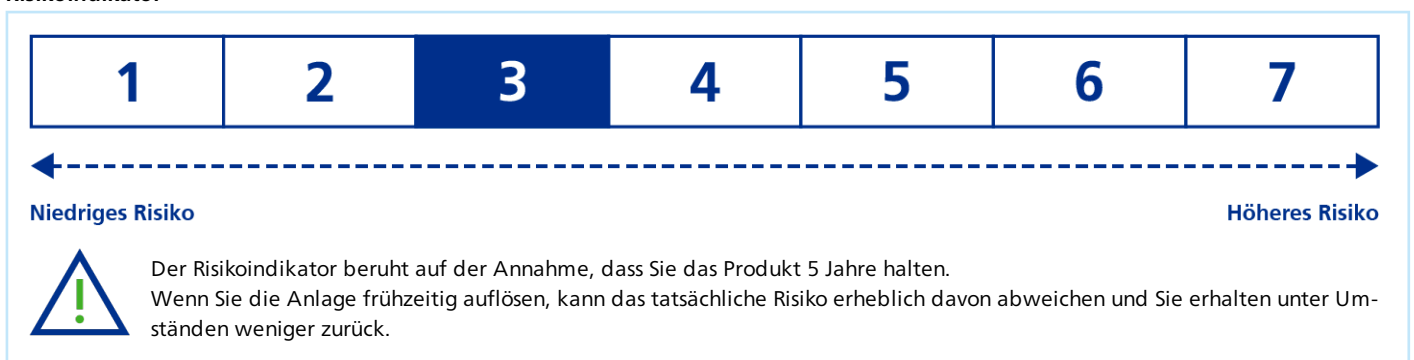 Risikoindikator
1 2 3 4 5 6 7
Niedriges Risiko Höheres Risiko
Der Risikoindikator beruht auf der Annahme, dass Sie das Produkt 5 Jahre halten.
Wenn Sie die Anlage frühzeitig auflösen, kann das tatsächliche Risiko erheblich davon abweichen und Sie erhalten unter Um-
ständen weniger zurück.